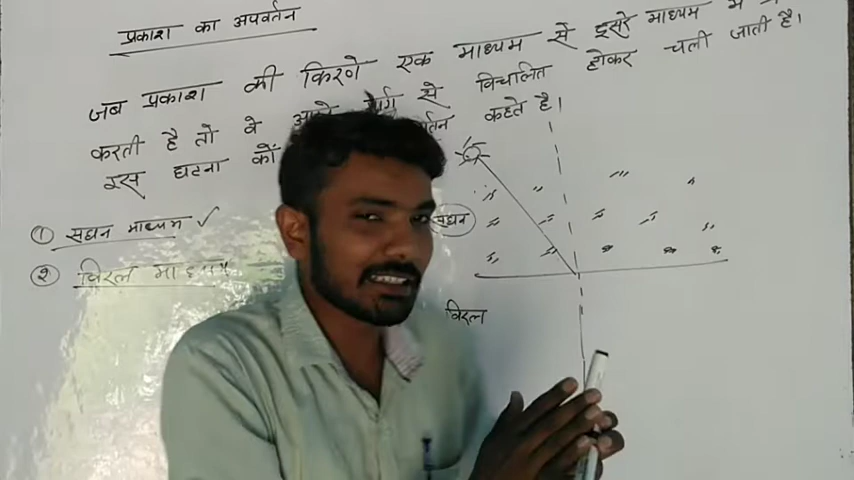 प्रकाश का अपवर्तन
जब प्रकाश की किरणे एक माध्यम से दूसरे माध्यम में
करती है तो वे अपने मार्ग से विचालित होकर चली जाती है।
इस घटना कों कहते है।
① सघन माध्यम ✓
② विरल माध्यम
सघन
विरल